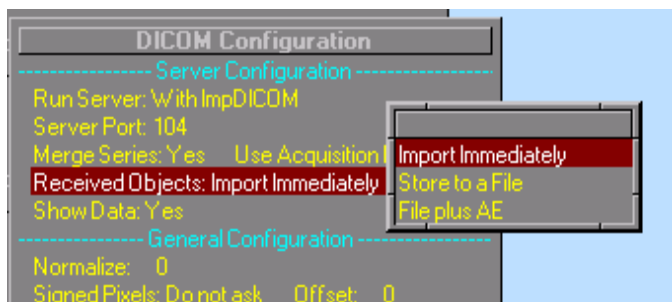 DICOM Configuration
Server Configuration
Run Server: With ImpDICOM
Server Port: 104
Merge Series: Yes Use Acquisition
Received Objects: Import Immediately
Show Data: Yes
Import Immediately
Store to a File
File plus AE
General Configuration
Normalize: 0
Signed Pixels: Do not ask Offset: 0